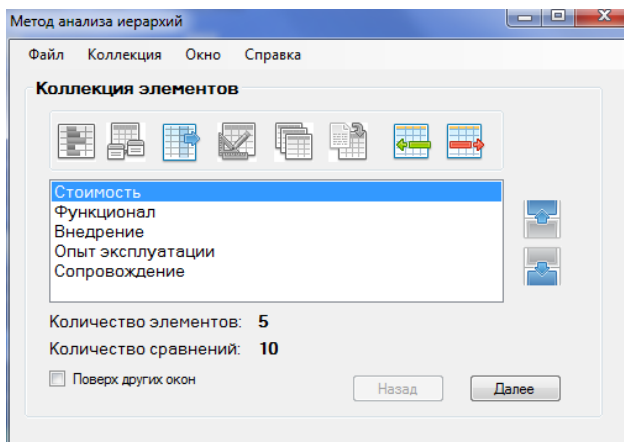 Метод анализа иерархий
Файл Коллекция Окно Справка
Коллекция элементов
Стоимость
Функционал
Внедрение
Опыт эксплуатации
Сопровождение
Количество элементов: 5
Количество сравнений: 10
Поверх других окон
Назад Далее